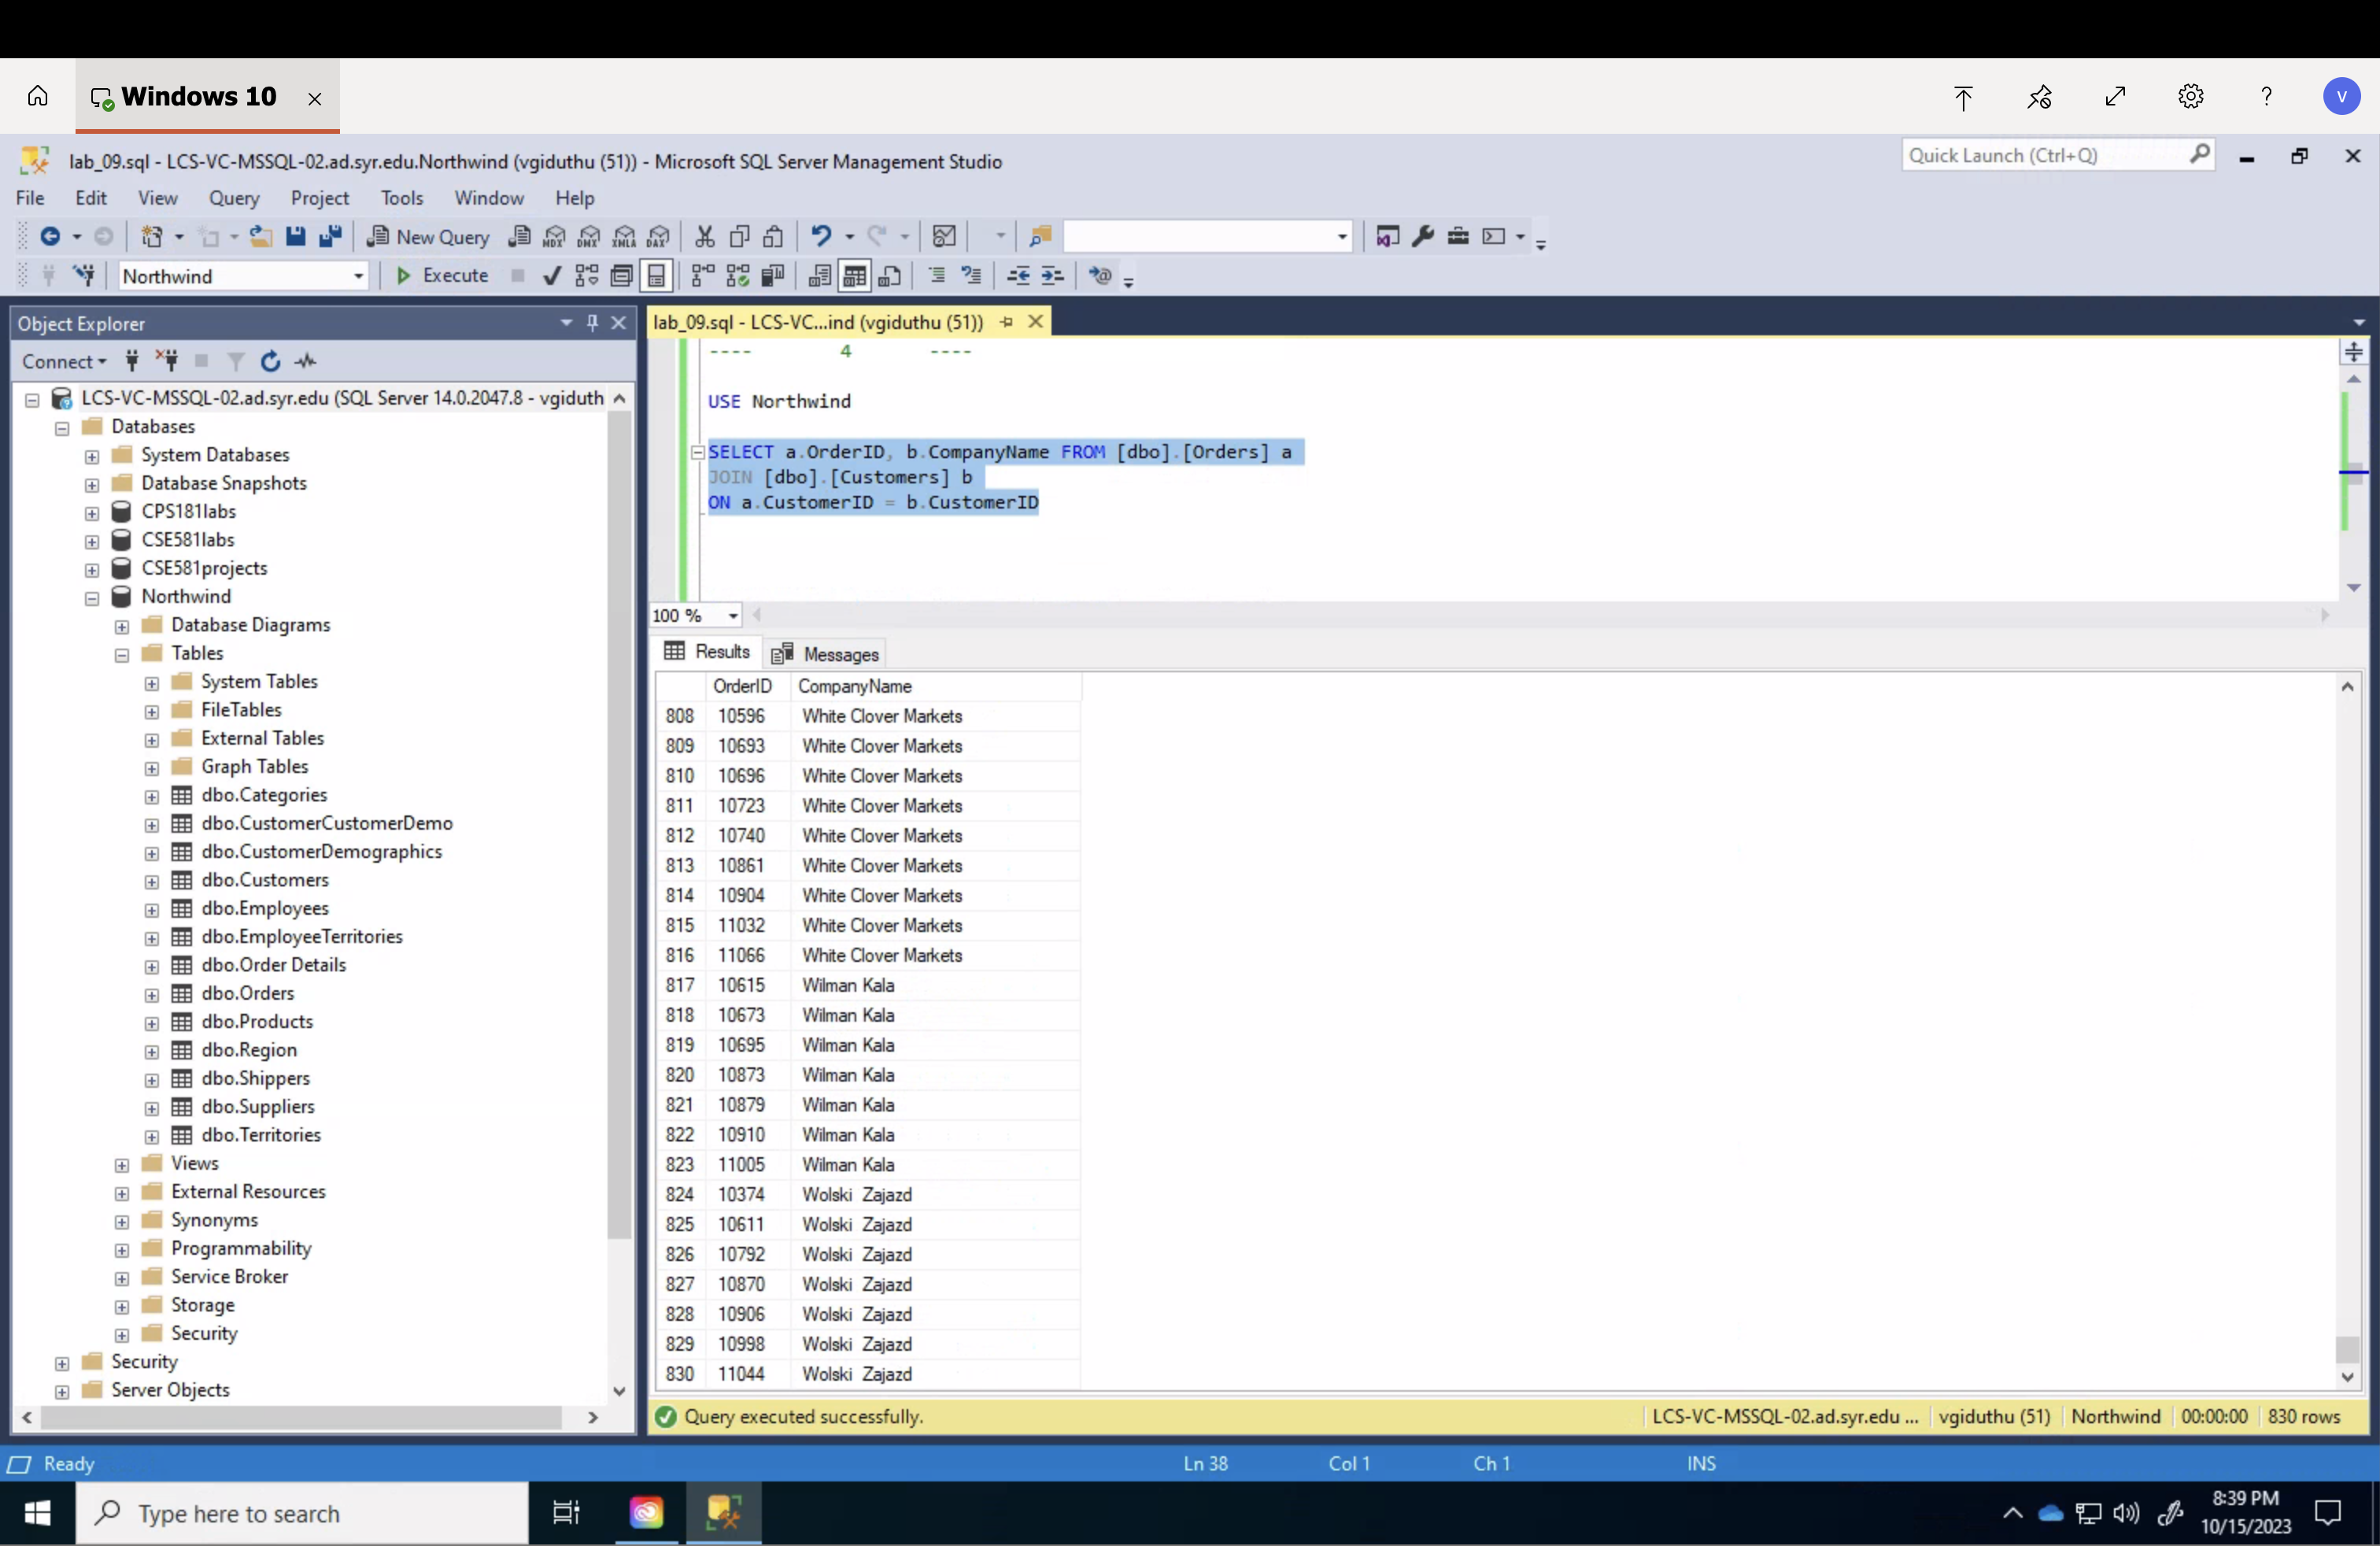 Windows 10
V
lab_09.sql - LCS-VC-MSSQL-02.ad.syr.edu.Northwind (vgiduthu (51)) - Microsoft SQL Server Management Studio
Quick Launch (Ctrl+Q)
File Edit View Query Project Tools Window Help
New Query MDX DMX XMLA DAX
Northwind Execute
Object Explorer
lab_09.sql - LCS-VC...ind (vgiduthu (51))
Connect
LCS-VC-MSSQL-02.ad.syr.edu (SQL Server 14.0.2047.8 - vgiduth
Databases
System Databases
Database Snapshots
CPS181labs
CSE581labs
CSE581projects
Northwind
Database Diagrams
Tables
System Tables
FileTables
External Tables
Graph Tables
dbo.Categories
dbo.CustomerCustomerDemo
dbo.CustomerDemographics
dbo.Customers
dbo.Employees
dbo.EmployeeTerritories
dbo.Order Details
dbo.Orders
dbo.Products
dbo.Region
dbo.Shippers
dbo.Suppliers
dbo.Territories
Views
External Resources
Synonyms
Programmability
Service Broker
Storage
Security
Security
Server Objects
---- 4 ----
USE Northwind
SELECT a.OrderID, b.CompanyName FROM [dbo].[Orders] a
JOIN [dbo].[Customers] b
ON a.CustomerID = b.CustomerID
100 %
Results Messages
OrderID CompanyName
808 10596 White Clover Markets
809 10693 White Clover Markets
810 10696 White Clover Markets
811 10723 White Clover Markets
812 10740 White Clover Markets
813 10861 White Clover Markets
814 10904 White Clover Markets
815 11032 White Clover Markets
816 11066 White Clover Markets
817 10615 Wilman Kala
818 10673 Wilman Kala
819 10695 Wilman Kala
820 10873 Wilman Kala
821 10879 Wilman Kala
822 10910 Wilman Kala
823 11005 Wilman Kala
824 10374 Wolski Zajazd
825 10611 Wolski Zajazd
826 10792 Wolski Zajazd
827 10870 Wolski Zajazd
828 10906 Wolski Zajazd
829 10998 Wolski Zajazd
830 11044 Wolski Zajazd
Query executed successfully. LCS-VC-MSSQL-02.ad.syr.edu ... vgiduthu (51) Northwind 00:00:00 830 rows
Ready Ln 38 Col 1 Ch 1 INS
Type here to search
8:39 PM
10/15/2023